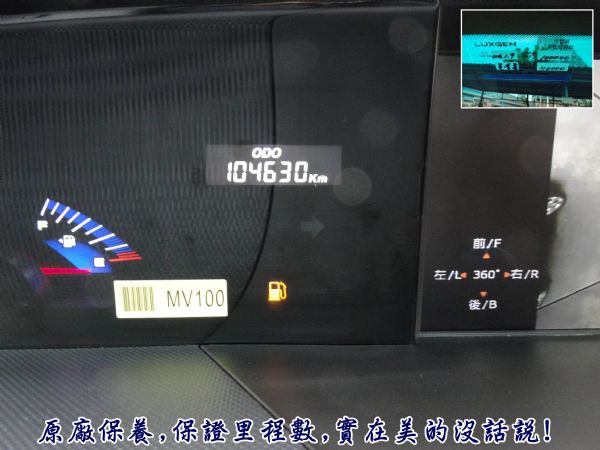 LUXGEN
ODO
104630Km
F
E
MV100
前/F
左/L 360° 右/R
後/B
原廠保養,保證里程數,實在美的沒話說!